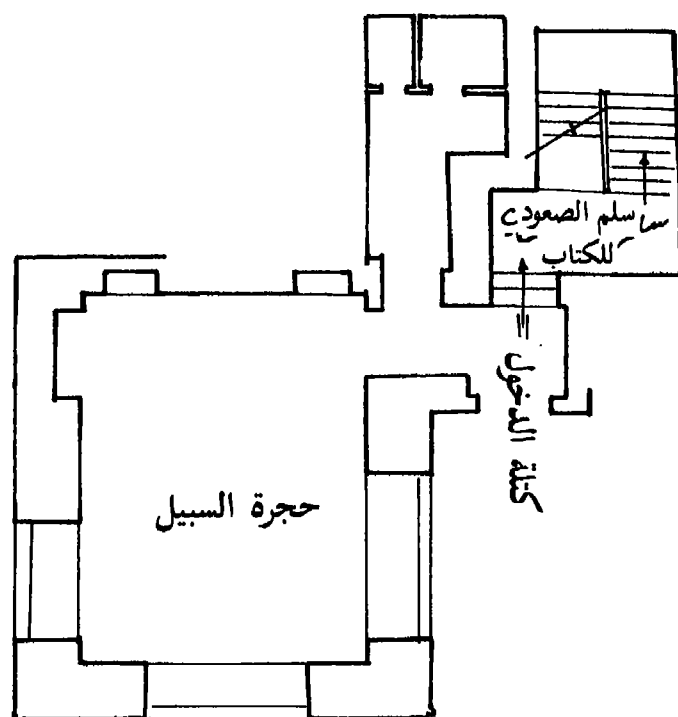 سلم الصعود
للكتاب
كتلة الدخول
حجرة السبيل